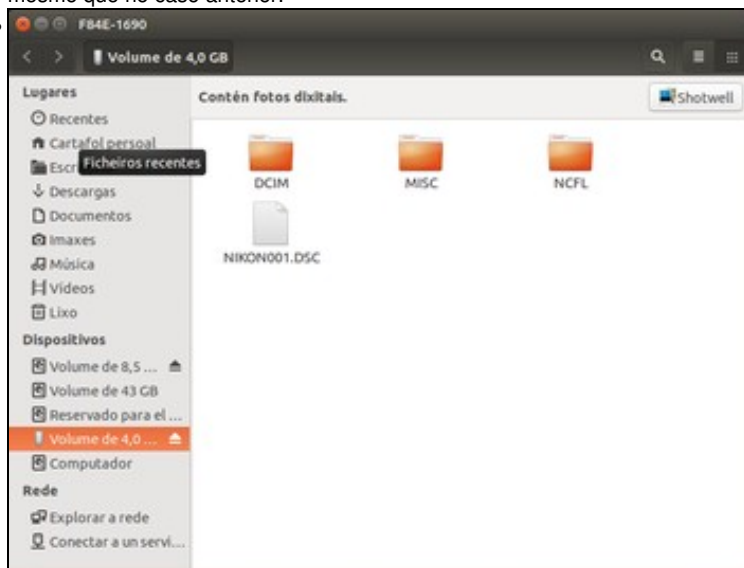 mesmo que no caso anterior.
F84E-1690
Volume de 4,0 GB
Lugares
Recentes
Cartafol persoal
Escr
Ficheiros recentes
Descargas
Documentos
Imaxes
Música
Vídeos
Lixo
Dispositivos
Volume de 8,5 ...
Volume de 43 GB
Reservado para el ...
Volume de 4,0 ...
Computador
Rede
Explorar a rede
Conectar a un servi...
Contén fotos dixitais.
Shotwell
DCIM
MISC
NCFL
NIKON001.DSC